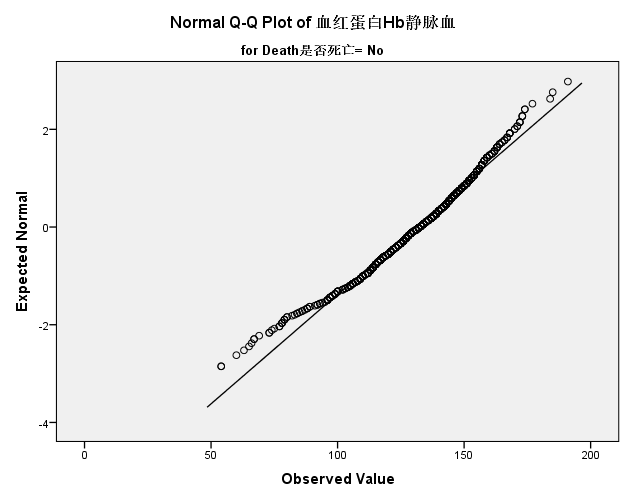 Normal Q-Q Plot of 血红蛋白Hb静脉血
for Death是否死亡= No
Expected Normal
2
0
-2
-4
0 50 100 150 200
Observed Value